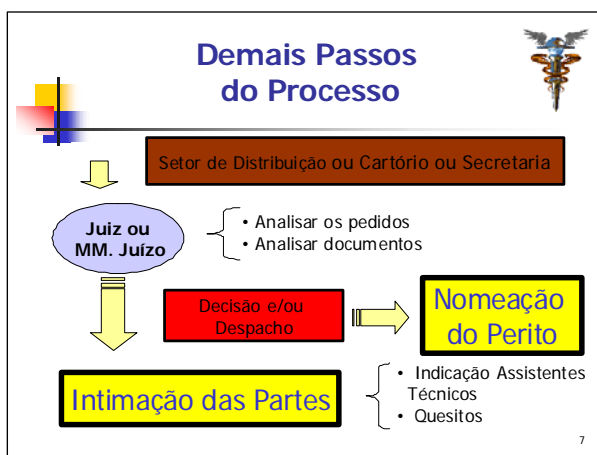 Demais Passos
do Processo
Setor de Distribuição ou Cartório ou Secretaria
Juiz ou
MM. Juízo
• Analisar os pedidos
• Analisar documentos
Decisão e/ou
Despacho
Nomeação
do Perito
Intimação das Partes
• Indicação Assistentes
Técnicos
• Quesitos
7